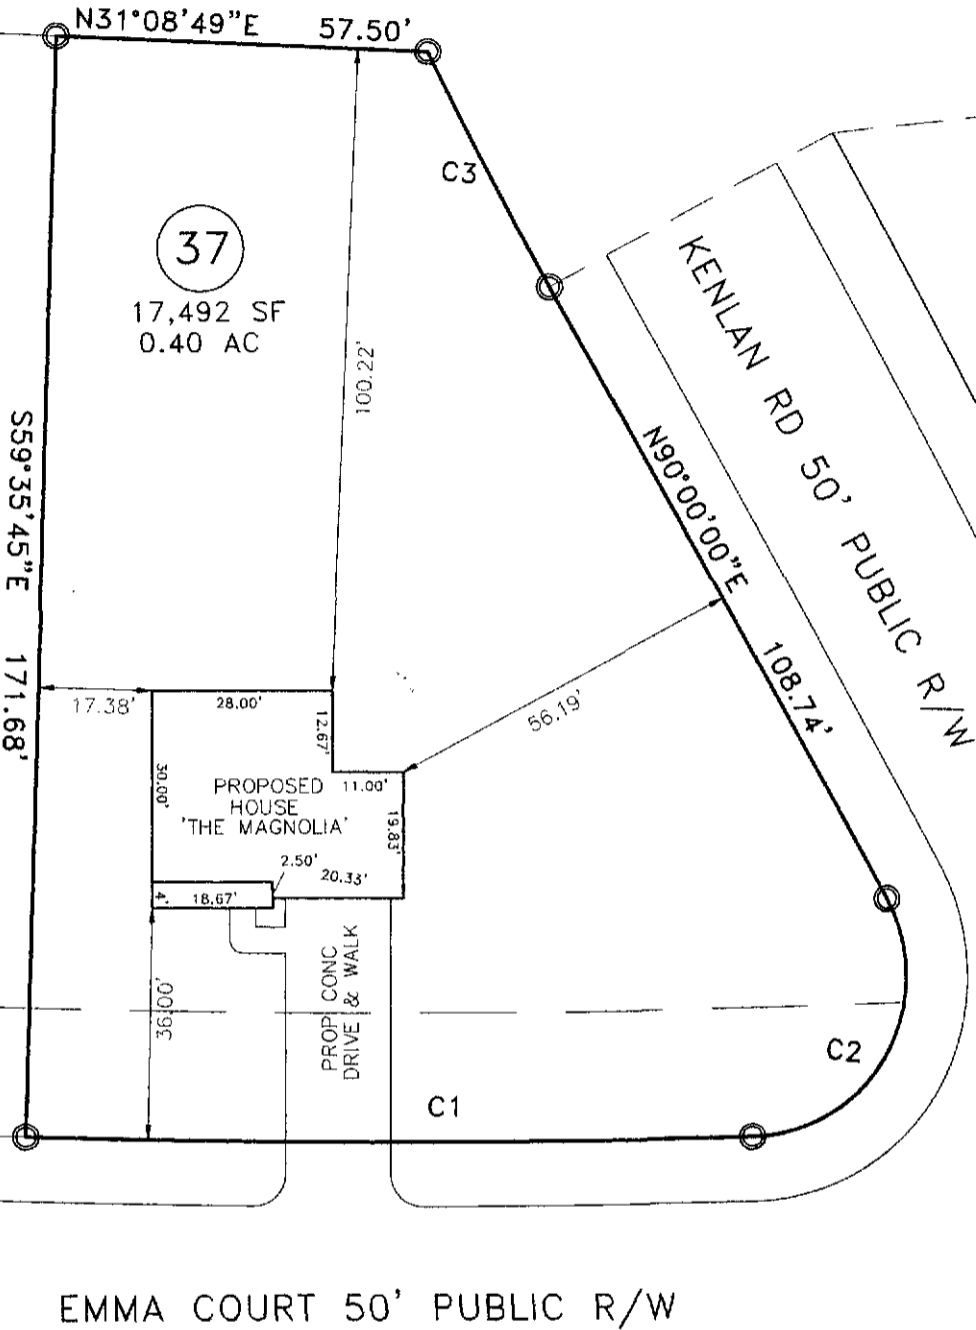 N31°08'49"E 57.50'
C3
37
17,492 SF
0.40 AC
KENLAN RD 50' PUBLIC R/W
100.22'
S59°35'45"E 171.68'
N90°00'00"E 108.74'
17.38'
28.00'
12.67'
56.19'
30.00'
PROPOSED
HOUSE
'THE MAGNOLIA'
11.00'
19.83'
2.50'
20.33'
4'
18.67'
36.00'
PROP CONC
DRIVE & WALK
C2
C1
EMMA COURT 50' PUBLIC R/W